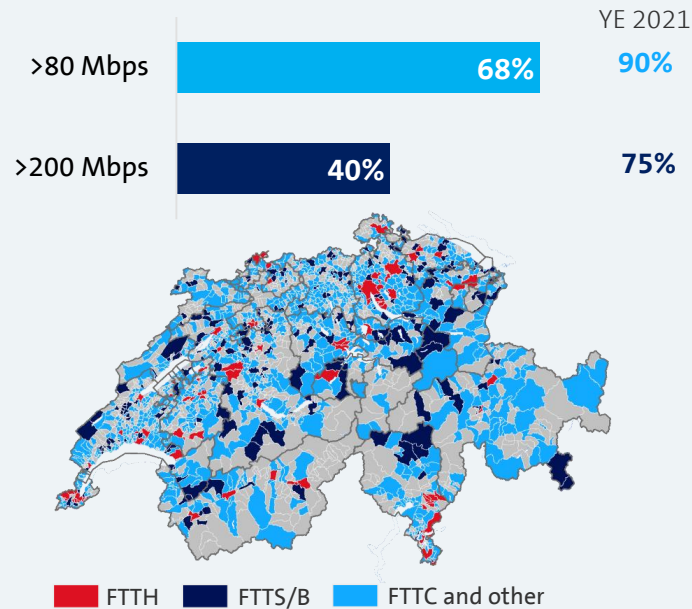 YE 2021
>80 Mbps 68% 90%
>200 Mbps 40% 75%
FTTH FTTS/B FTTC and other